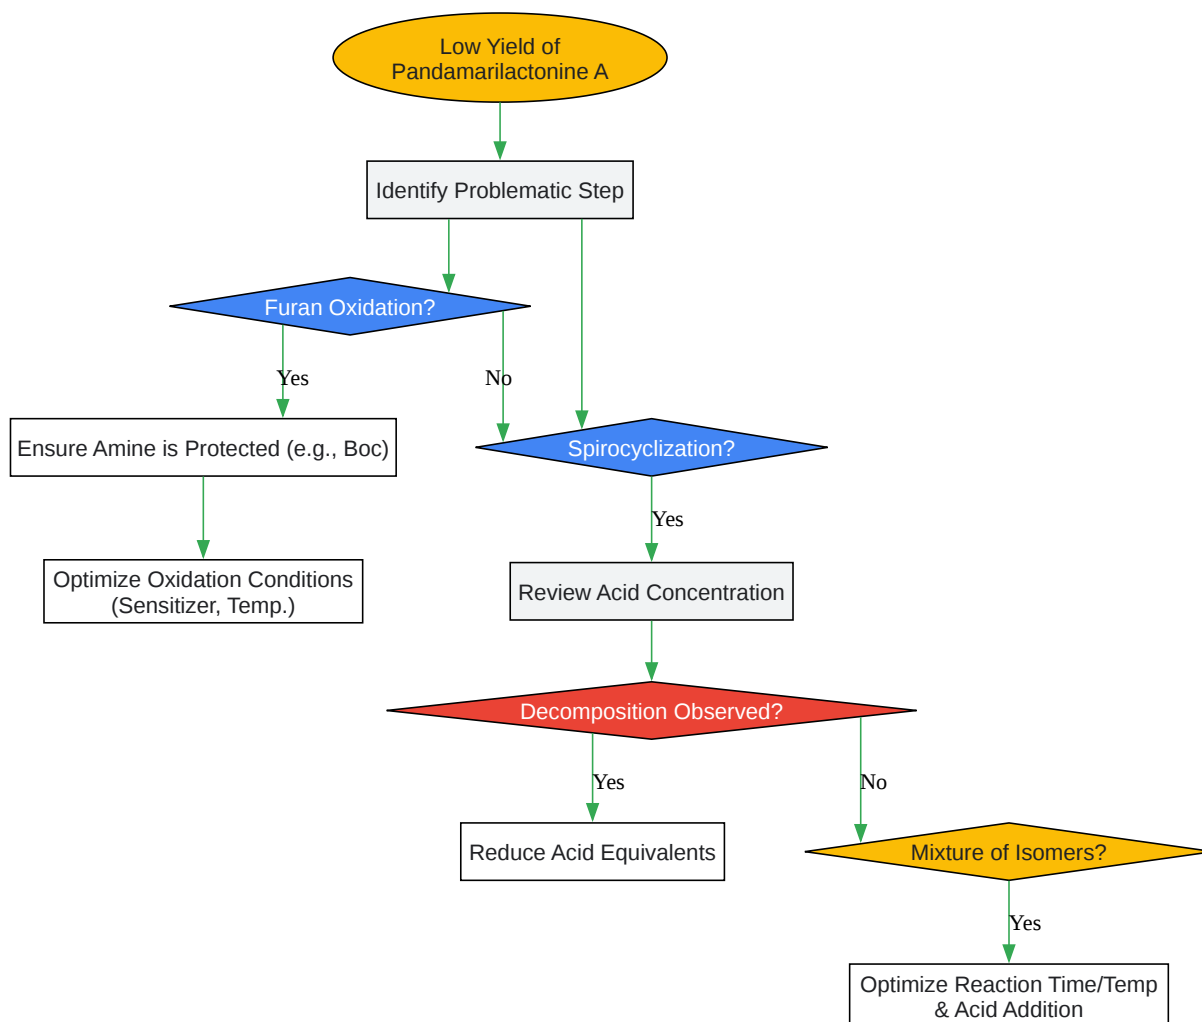 Low Yield of
Pandamarilactonine A
Identify Problematic Step
Furan Oxidation?
Yes
No
Ensure Amine is Protected (e.g., Boc)
Spirocyclization?
Yes
Optimize Oxidation Conditions
(Sensitizer, Temp.)
Review Acid Concentration
Decomposition Observed?
Yes
No
Reduce Acid Equivalents
Mixture of Isomers?
Yes
Optimize Reaction Time/Temp
& Acid Addition